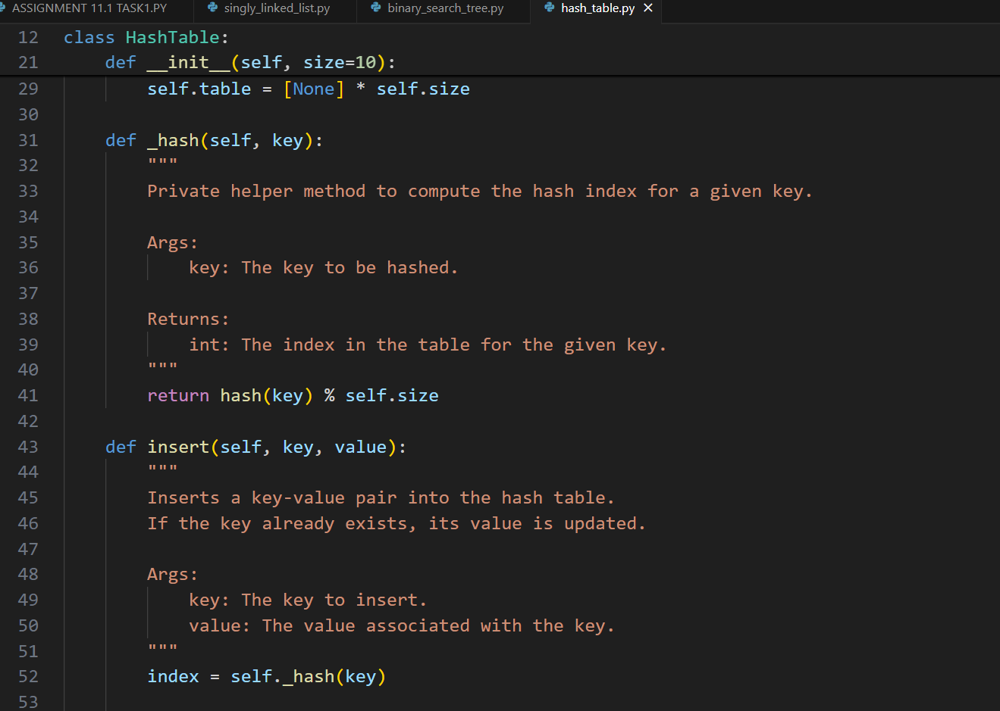 ASSIGNMENT 11.1 TASK1.PY singly_linked_list.py binary_search_tree.py hash_table.py ×
12 class HashTable:
21 def __init__(self, size=10):
29 self.table = [None] * self.size
30
31 def _hash(self, key):
32 """
33 Private helper method to compute the hash index for a given key.
34
35 Args:
36 key: The key to be hashed.
37
38 Returns:
39 int: The index in the table for the given key.
40 """
41 return hash(key) % self.size
42
43 def insert(self, key, value):
44 """
45 Inserts a key-value pair into the hash table.
46 If the key already exists, its value is updated.
47
48 Args:
49 key: The key to insert.
50 value: The value associated with the key.
51 """
52 index = self._hash(key)
53